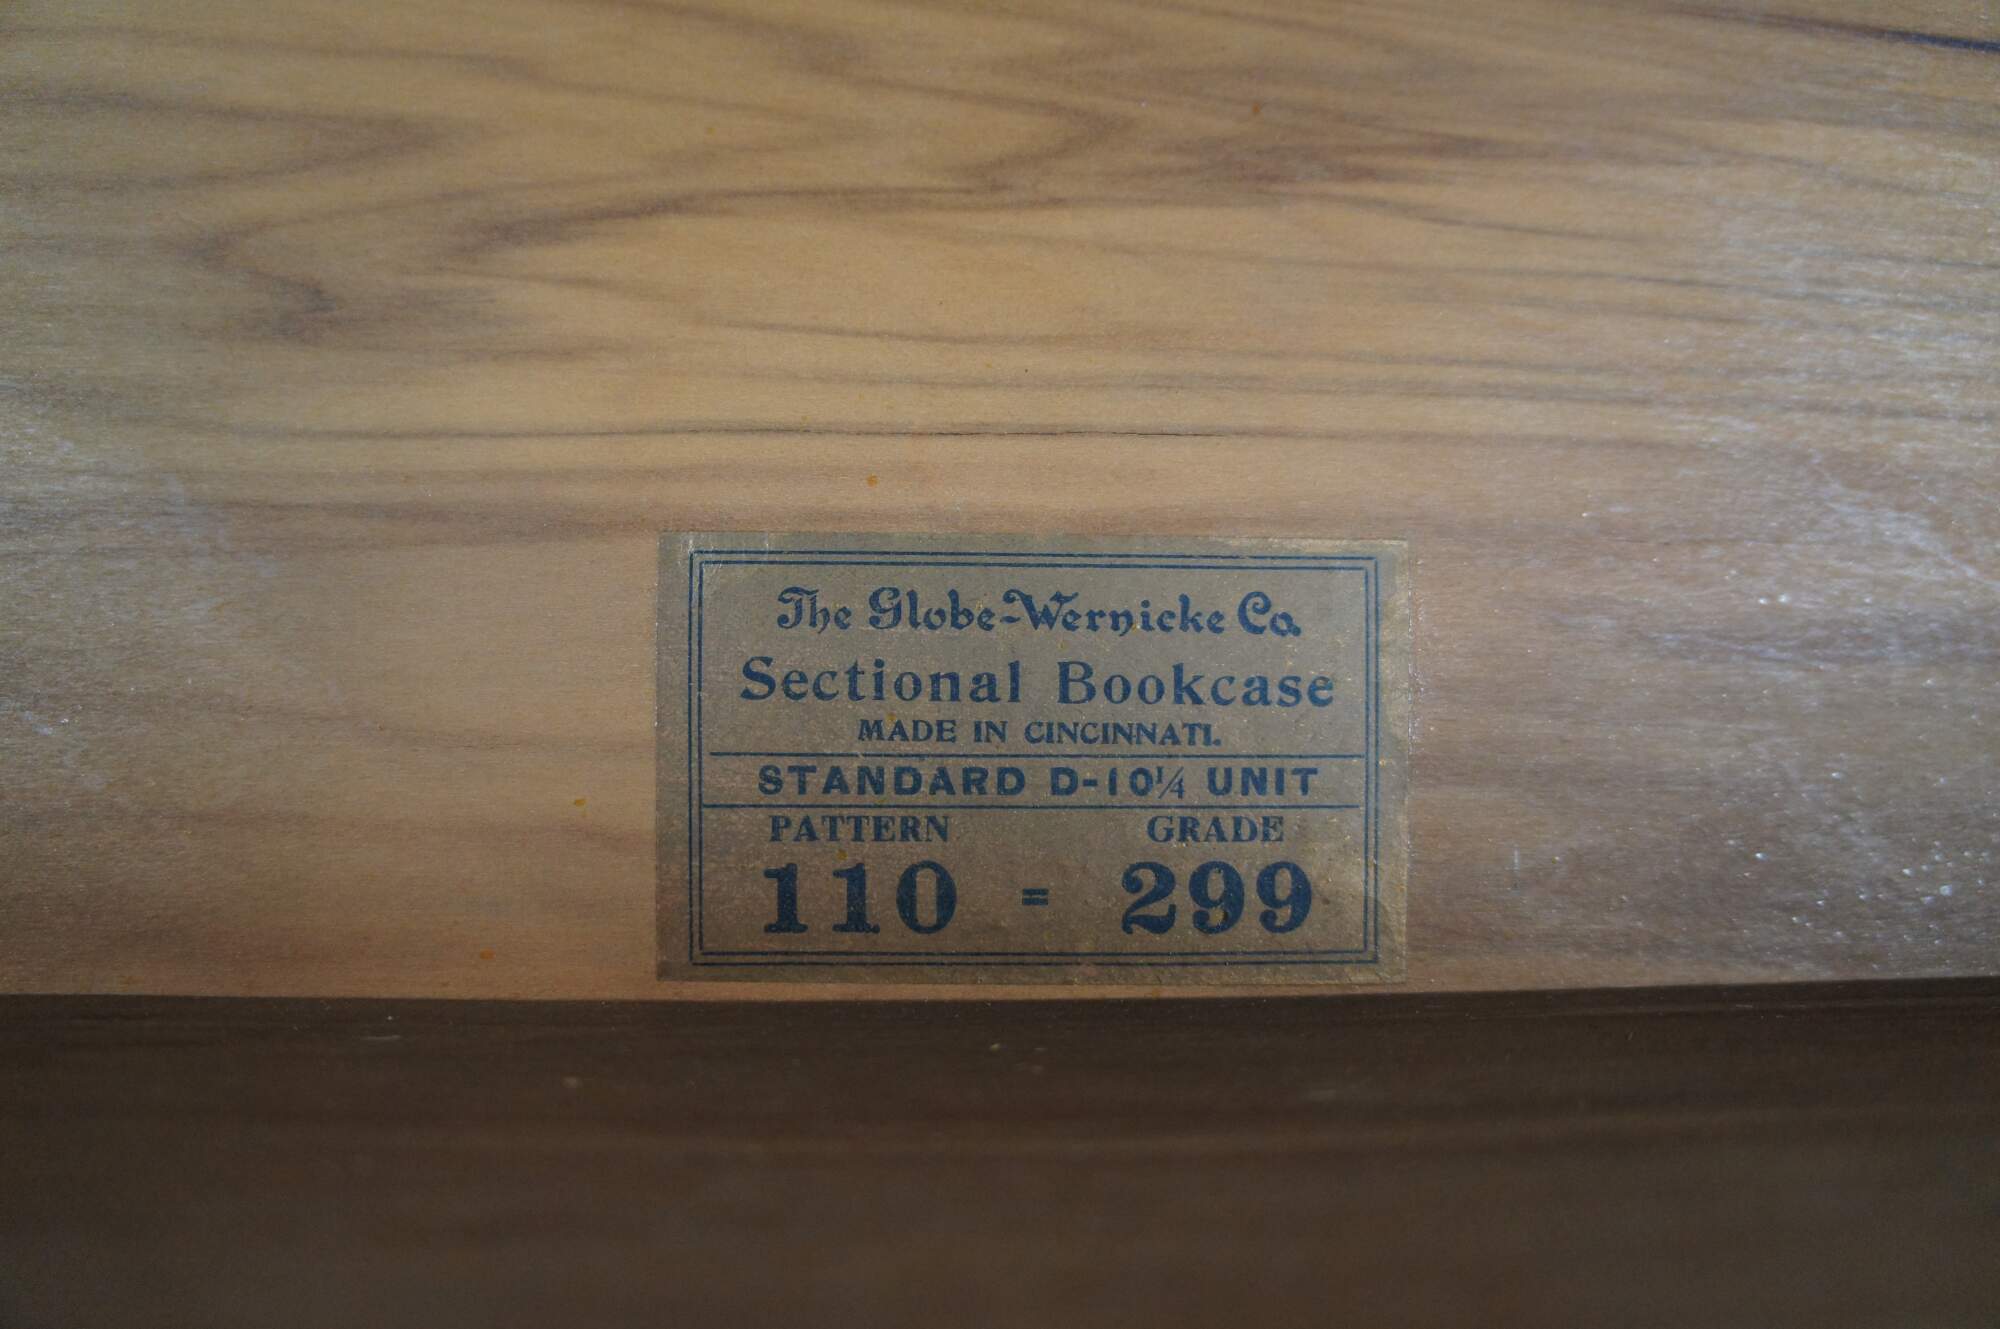 The Globe-Wernicke Co.
Sectional Bookcase
MADE IN CINCINNATI.
STANDARD D-10¼ UNIT
PATTERN GRADE
110 = 299